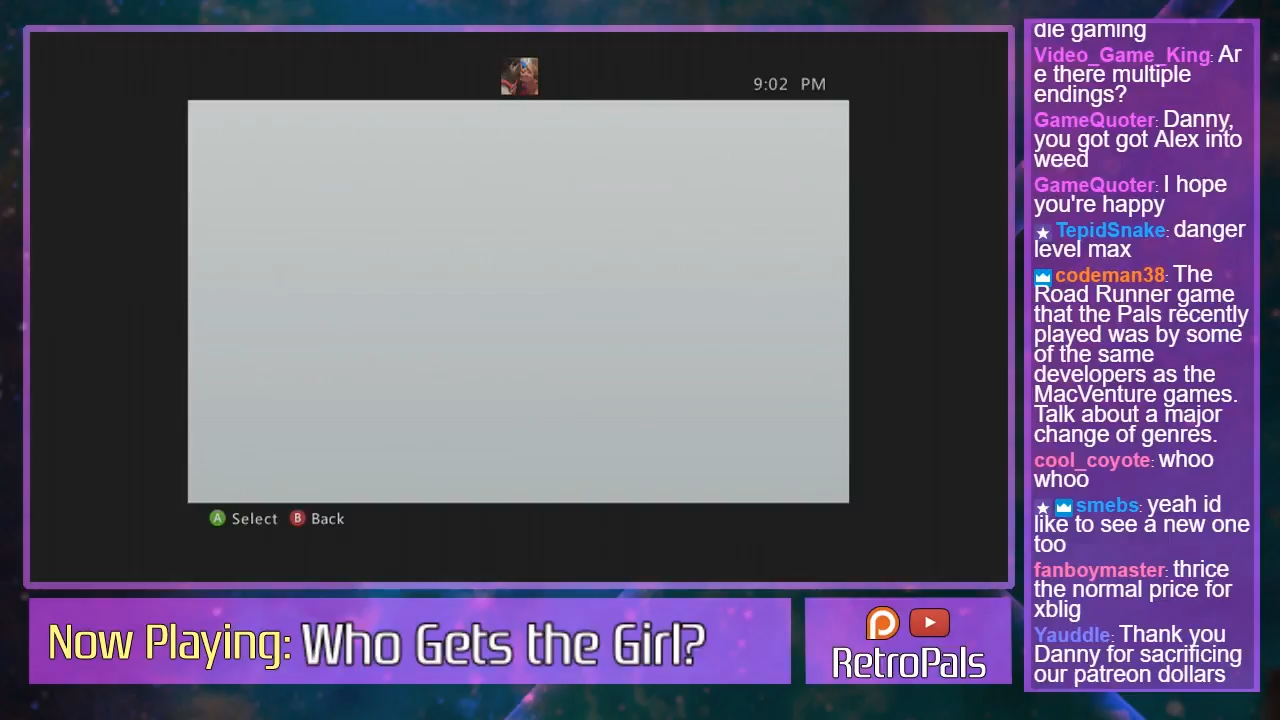 9:02 PM
A Select B Back
Now Playing: Who Gets the Girl?
RetroPals
die gaming
Video_Game_King: Ar
e there multiple
endings?
GameQuoter: Danny,
you got got Alex into
weed
GameQuoter: I hope
you're happy
TepidSnake: danger
level max
codeman38: The
Road Runner game
that the Pals recently
played was by some
of the same
developers as the
MacVenture games.
Talk about a major
change of genres.
cool_coyote: whoo
whoo
smebs: yeah id
like to see a new one
too
fanboymaster: thrice
the normal price for
xblig
Yauddle: Thank you
Danny for sacrificing
our patreon dollars